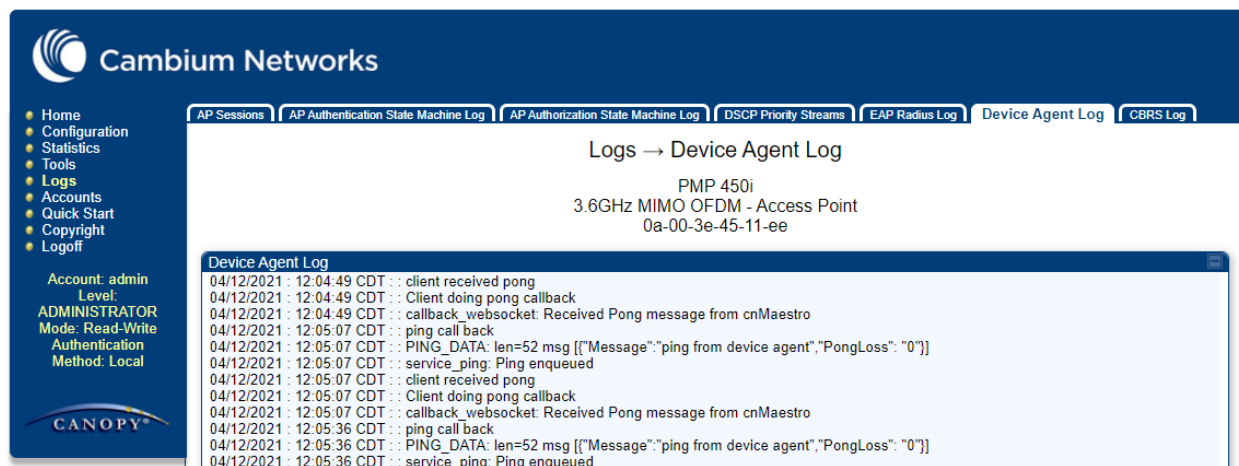 Cambium Networks
Home
Configuration
Statistics
Tools
Logs
Accounts
Quick Start
Copyright
Logoff
Account: admin
Level:
ADMINISTRATOR
Mode: Read-Write
Authentication
Method: Local
CANOPY
AP Sessions AP Authentication State Machine Log AP Authorization State Machine Log DSCP Priority Streams EAP Radius Log Device Agent Log CBRS Log
Logs → Device Agent Log
PMP 450i
3.6GHz MIMO OFDM - Access Point
0a-00-3e-45-11-ee
Device Agent Log
04/12/2021 : 12:04:49 CDT : : client received pong
04/12/2021 : 12:04:49 CDT : : Client doing pong callback
04/12/2021 : 12:04:49 CDT : : callback_websocket: Received Pong message from cnMaestro
04/12/2021 : 12:05:07 CDT : : ping call back
04/12/2021 : 12:05:07 CDT : : PING_DATA: len=52 msg [{"Message":"ping from device agent","PongLoss": "0"}]
04/12/2021 : 12:05:07 CDT : : service_ping: Ping enqueued
04/12/2021 : 12:05:07 CDT : : client received pong
04/12/2021 : 12:05:07 CDT : : Client doing pong callback
04/12/2021 : 12:05:07 CDT : : callback_websocket: Received Pong message from cnMaestro
04/12/2021 : 12:05:36 CDT : : ping call back
04/12/2021 : 12:05:36 CDT : : PING_DATA: len=52 msg [{"Message":"ping from device agent","PongLoss": "0"}]
04/12/2021 : 12:05:36 CDT : : service_ping: Ping enqueued